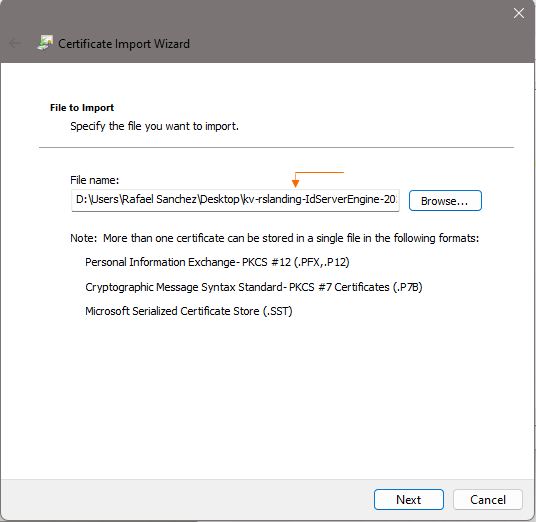 Certificate Import Wizard
File to Import
Specify the file you want to import.
File name:
D:\Users\Rafael Sanchez\Desktop\kv-rslanding-IdServerEngine-20
Browse...
Note: More than one certificate can be stored in a single file in the following formats:
Personal Information Exchange- PKCS #12 (.PFX,.P12)
Cryptographic Message Syntax Standard- PKCS #7 Certificates (.P7B)
Microsoft Serialized Certificate Store (.SST)
Next
Cancel